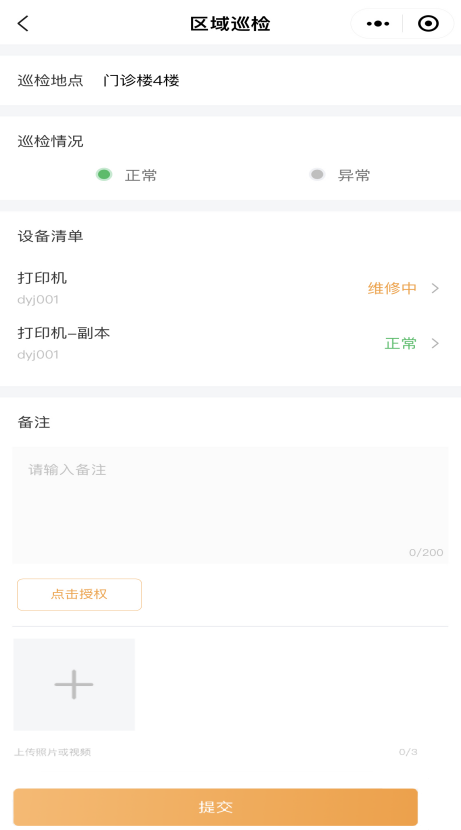 区域巡检
巡检地点 门诊楼4楼
巡检情况
正常 异常
设备清单
打印机
dyj001
维修中
打印机-副本
dyj001
正常
备注
请输入备注
0/200
点击授权
上传照片或视频 0/3
提交